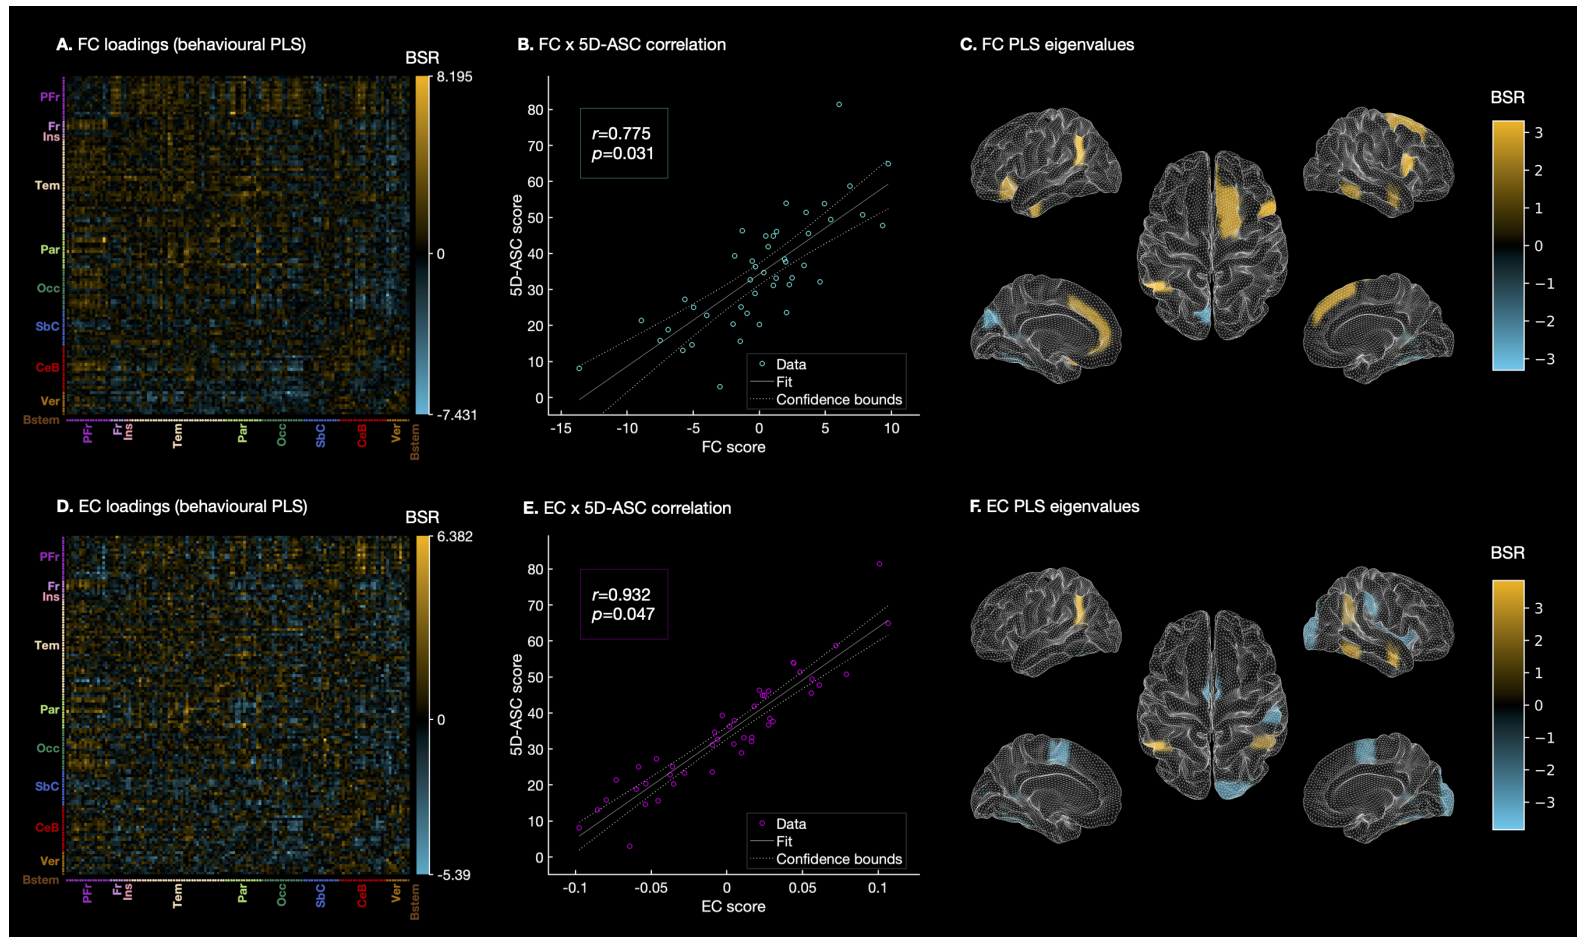 A. FC loadings (behavioural PLS)
BSR
8.195
0
-7.431
PFr
Fr
Ins
Tem
Par
Occ
SbC
CeB
Ver
Bstem
PFr
Fr
Ins
Tem
Par
Occ
SbC
CeB
Ver
Bstem
B. FC x 5D-ASC correlation
r=0.775
p=0.031
5D-ASC score
80
70
60
50
40
30
20
10
0
Data
Fit
Confidence bounds
-15
-10
-5
0
5
10
FC score
C. FC PLS eigenvalues
BSR
3
2
1
0
−1
−2
−3
D. EC loadings (behavioural PLS)
BSR
6.382
0
-5.39
PFr
Fr
Ins
Tem
Par
Occ
SbC
CeB
Ver
Bstem
PFr
Fr
Ins
Tem
Par
Occ
SbC
CeB
Ver
Bstem
E. EC x 5D-ASC correlation
r=0.932
p=0.047
5D-ASC score
80
70
60
50
40
30
20
10
0
Data
Fit
Confidence bounds
-0.1
-0.05
0
0.05
0.1
EC score
F. EC PLS eigenvalues
BSR
3
2
1
0
−1
−2
−3